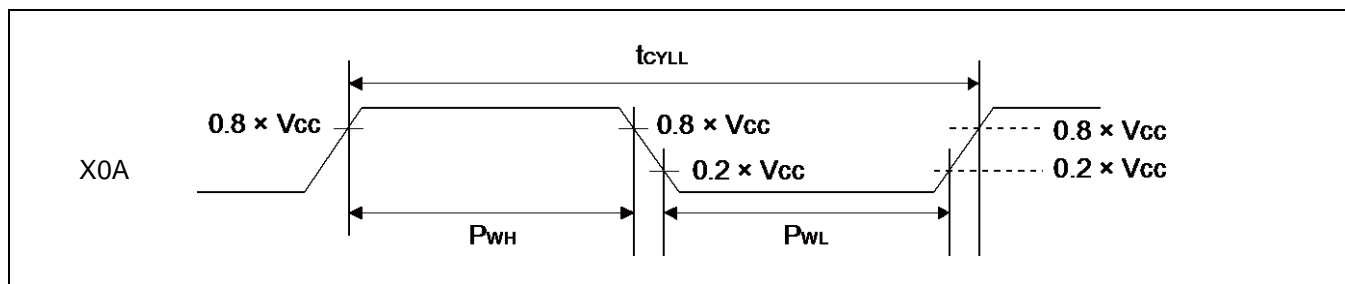 tCYLL
0.8 × Vcc 0.8 × Vcc 0.8 × Vcc
X0A 0.2 × Vcc 0.2 × Vcc
PWH PWL